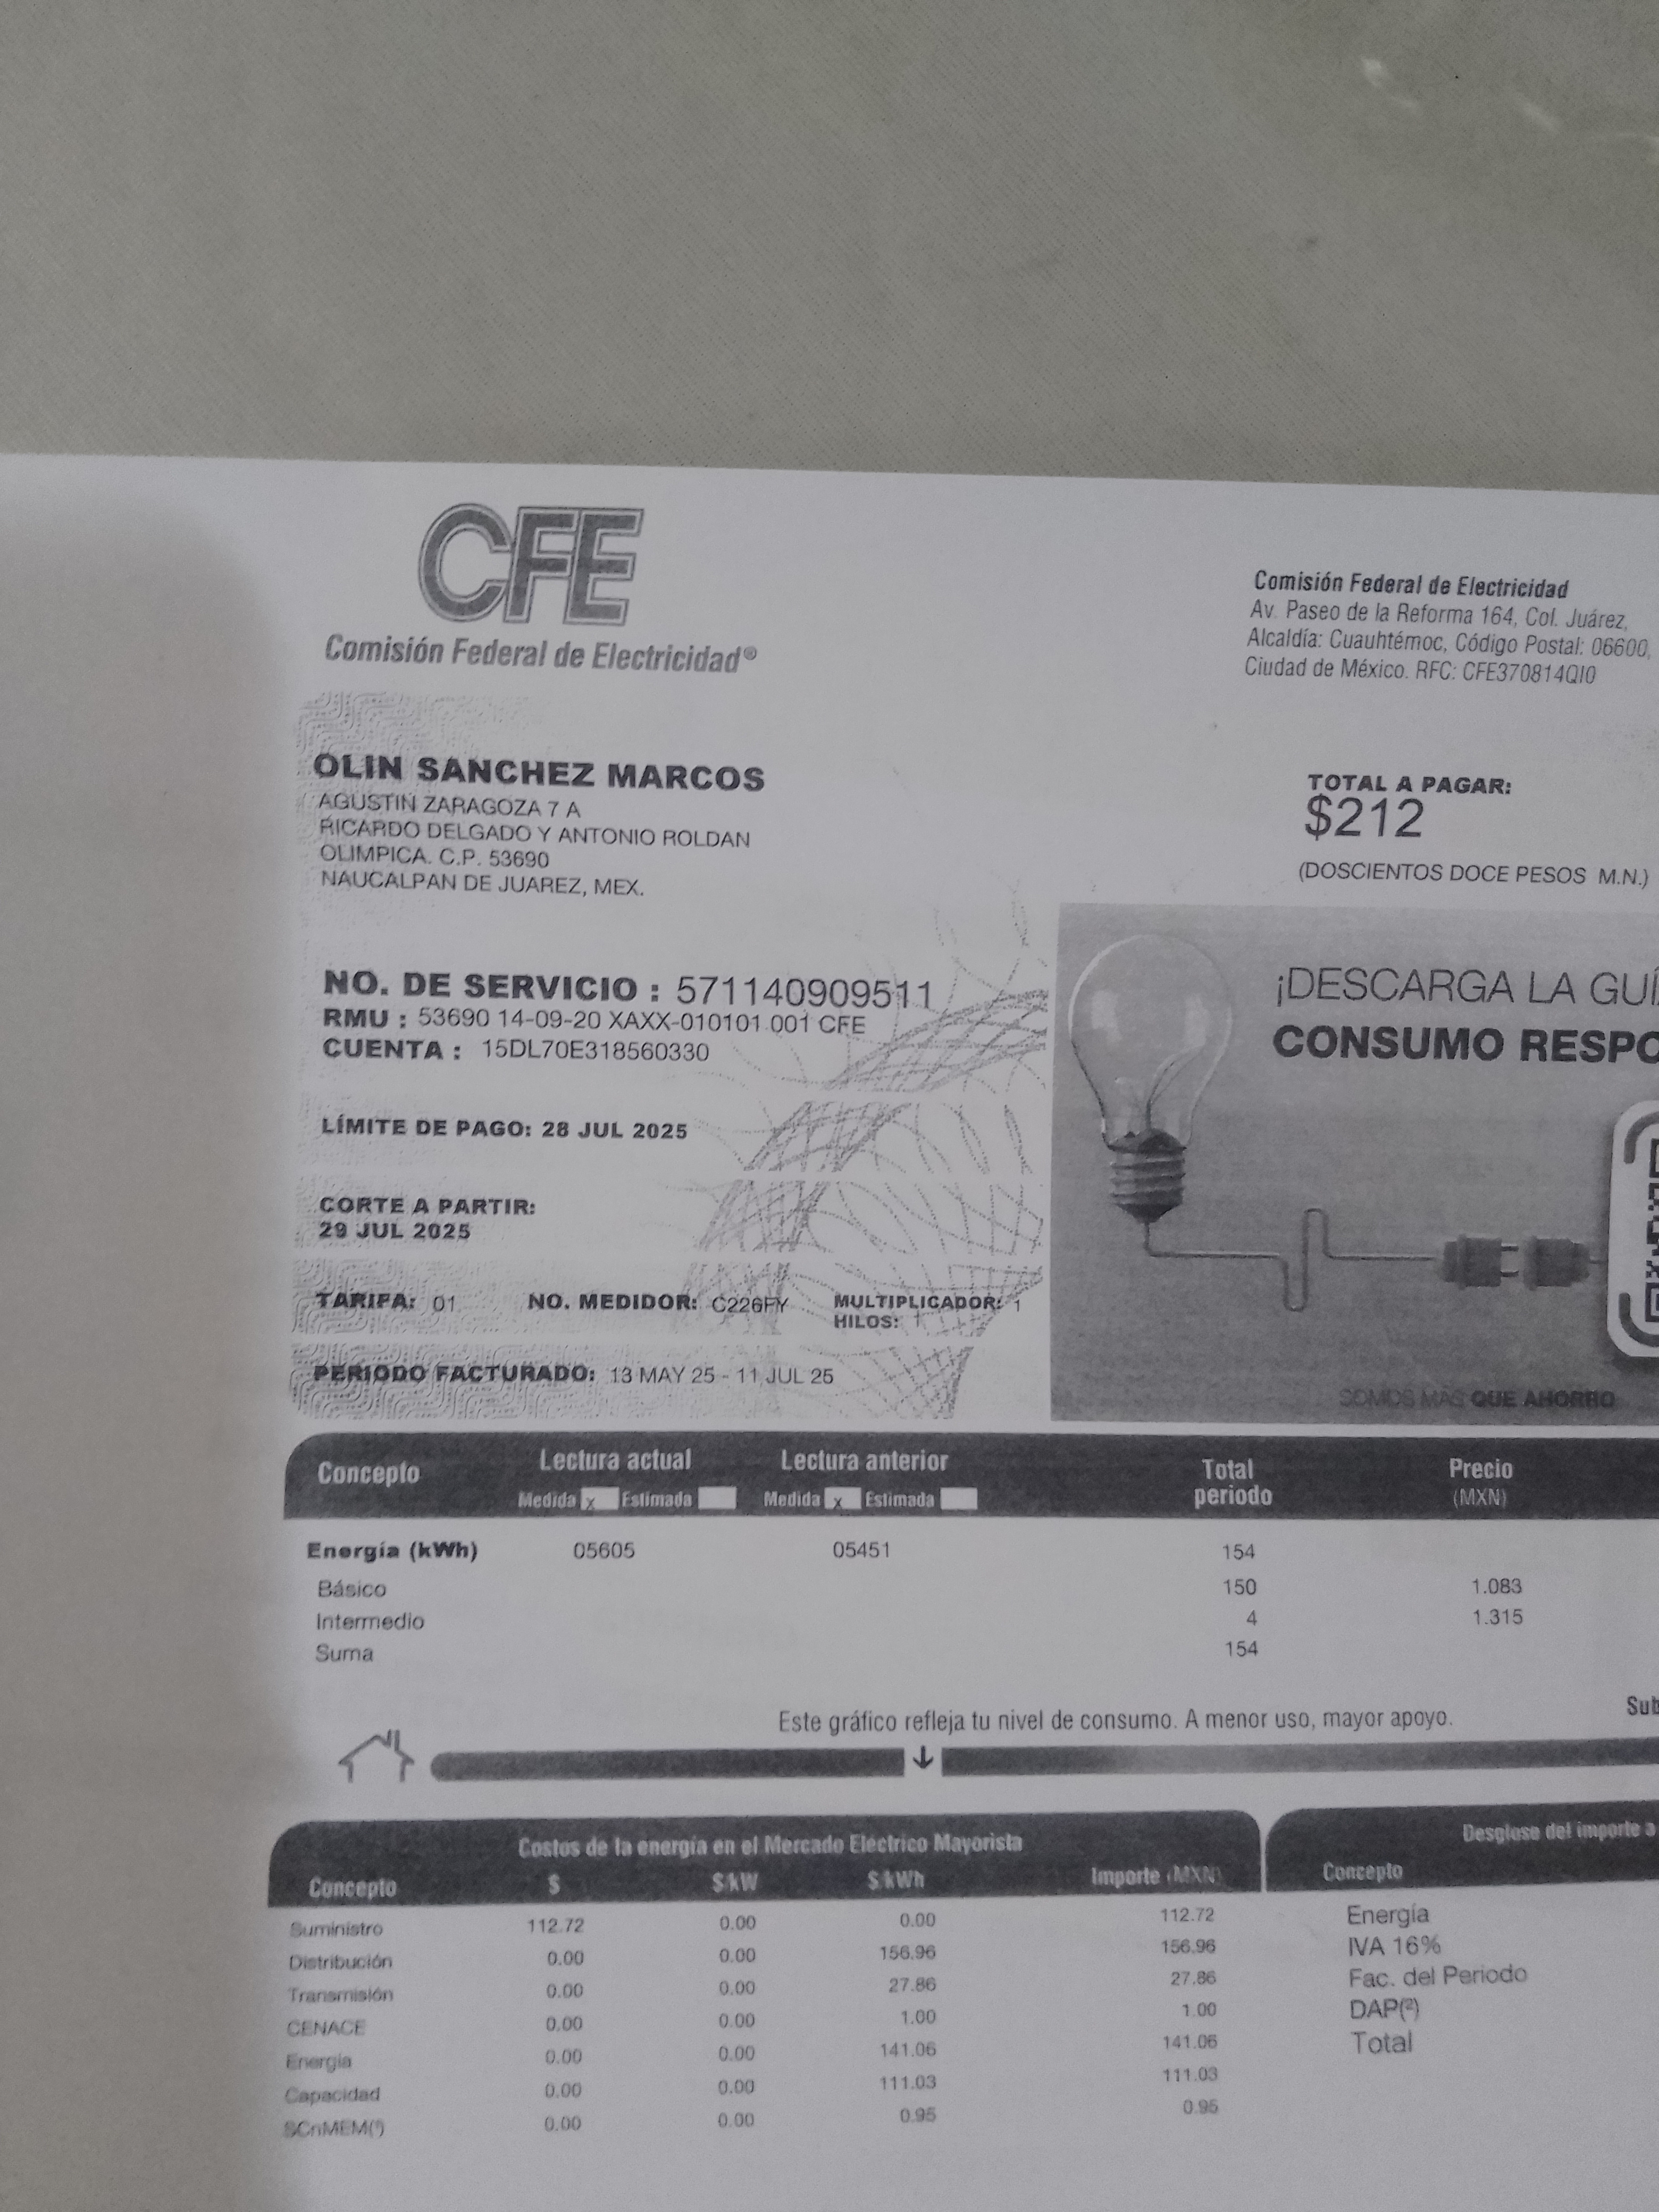 CFE
Comisión Federal de Electricidad®
Comisión Federal de Electricidad
Av. Paseo de la Reforma 164, Col. Juárez,
Alcaldía: Cuauhtémoc, Código Postal: 06600,
Ciudad de México. RFC: CFE370814QI0
OLIN SANCHEZ MARCOS
AGUSTIN ZARAGOZA 7 A
RICARDO DELGADO Y ANTONIO ROLDAN
OLIMPICA. C.P. 53690
NAUCALPAN DE JUAREZ, MEX.
TOTAL A PAGAR:
$212
(DOSCIENTOS DOCE PESOS M.N.)
NO. DE SERVICIO : 571140909511
RMU : 53690 14-09-20 XAXX-010101 001 CFE
CUENTA : 15DL70E318560330
LÍMITE DE PAGO: 28 JUL 2025
CORTE A PARTIR:
29 JUL 2025
TARIFA: 01 NO. MEDIDOR: C226FY MULTIPLICADOR: 1
HILOS: 1
PERIODO FACTURADO: 13 MAY 25 - 11 JUL 25
¡DESCARGA LA GUÍ
CONSUMO RESPO
SOMOS MÁS QUE AHORRO
Concepto Lectura actual Lectura anterior Total periodo Precio (MXN)
Medida x Estimada Medida x Estimada
Energía (kWh) 05605 05451 154
Básico 150 1.083
Intermedio 4 1.315
Suma 154
Este gráfico refleja tu nivel de consumo. A menor uso, mayor apoyo.
Sub
Costos de la energía en el Mercado Eléctrico Mayorista
Concepto $ $/kW $/kWh Importe (MXN)
Suministro 112.72 0.00 0.00 112.72
Distribución 0.00 0.00 156.96 156.96
Transmisión 0.00 0.00 27.86 27.86
CENACE 0.00 0.00 1.00 1.00
Energía 0.00 0.00 141.06 141.06
Capacidad 0.00 0.00 111.03 111.03
SCnMEM(¹) 0.00 0.00 0.95 0.95
Desglose del importe a
Concepto
Energía
IVA 16%
Fac. del Periodo
DAP(²)
Total